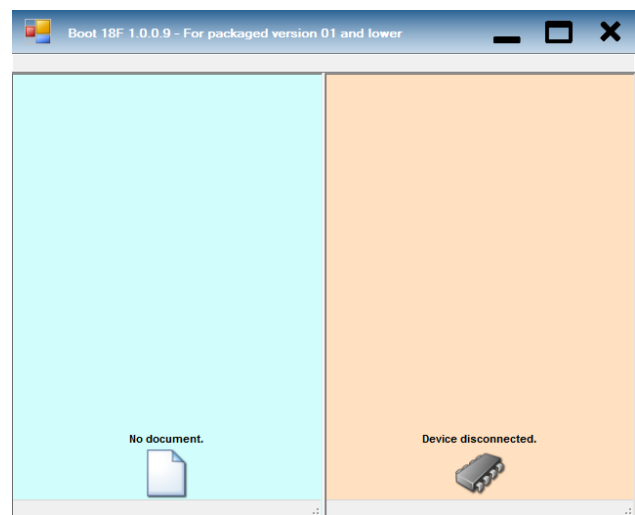 Boot 18F 1.0.0.9 - For packaged version 01 and lower
No document.
Device disconnected.